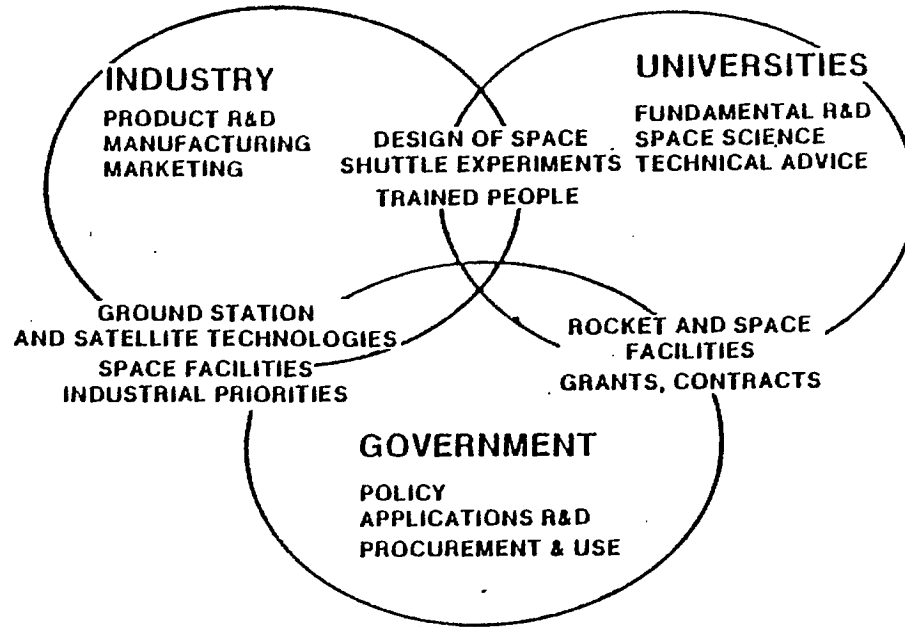 INDUSTRY
PRODUCT R&D
MANUFACTURING
MARKETING
UNIVERSITIES
FUNDAMENTAL R&D
SPACE SCIENCE
TECHNICAL ADVICE
DESIGN OF SPACE
SHUTTLE EXPERIMENTS
TRAINED PEOPLE
GROUND STATION
AND SATELLITE TECHNOLOGIES
SPACE FACILITIES
INDUSTRIAL PRIORITIES
ROCKET AND SPACE
FACILITIES
GRANTS, CONTRACTS
GOVERNMENT
POLICY
APPLICATIONS R&D
PROCUREMENT & USE